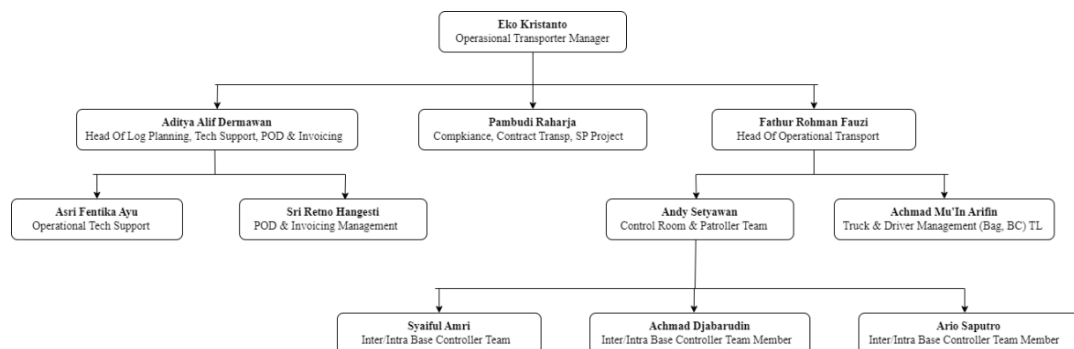 Eko Kristanto
Operasional Transporter Manager
Aditya Alif Dermawan
Head Of Log Planning, Tech Support, POD & Invoicing
Pambudi Raharja
Compkiance, Contract Transp, SP Project
Fathur Rohman Fauzi
Head Of Operational Transport
Asri Fentika Ayu
Operational Tech Support
Sri Retno Hangesti
POD & Invoicing Management
Andy Setyawan
Control Room & Patroller Team
Achmad Mu'In Arifin
Truck & Driver Management (Bag, BC) TL
Syaiful Amri
Inter/Intra Base Controller Team
Achmad Djabarudin
Inter/Intra Base Controller Team Member
Ario Saputro
Inter/Intra Base Controller Team Member